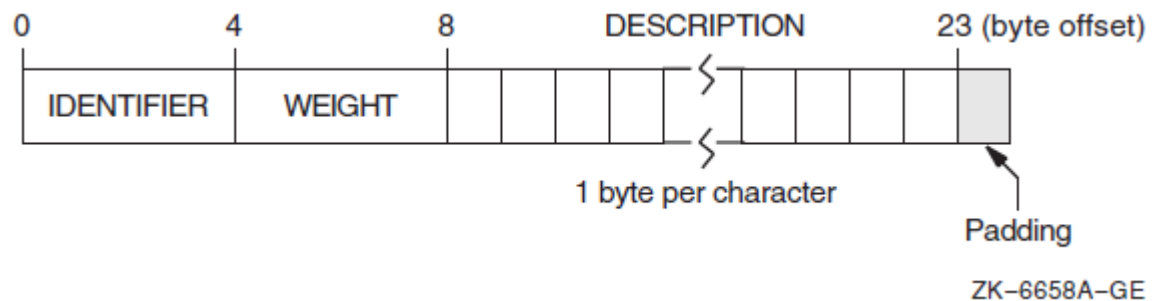 0 4 8 DESCRIPTION 23 (byte offset)
IDENTIFIER WEIGHT
1 byte per character
Padding
ZK–6658A–GE